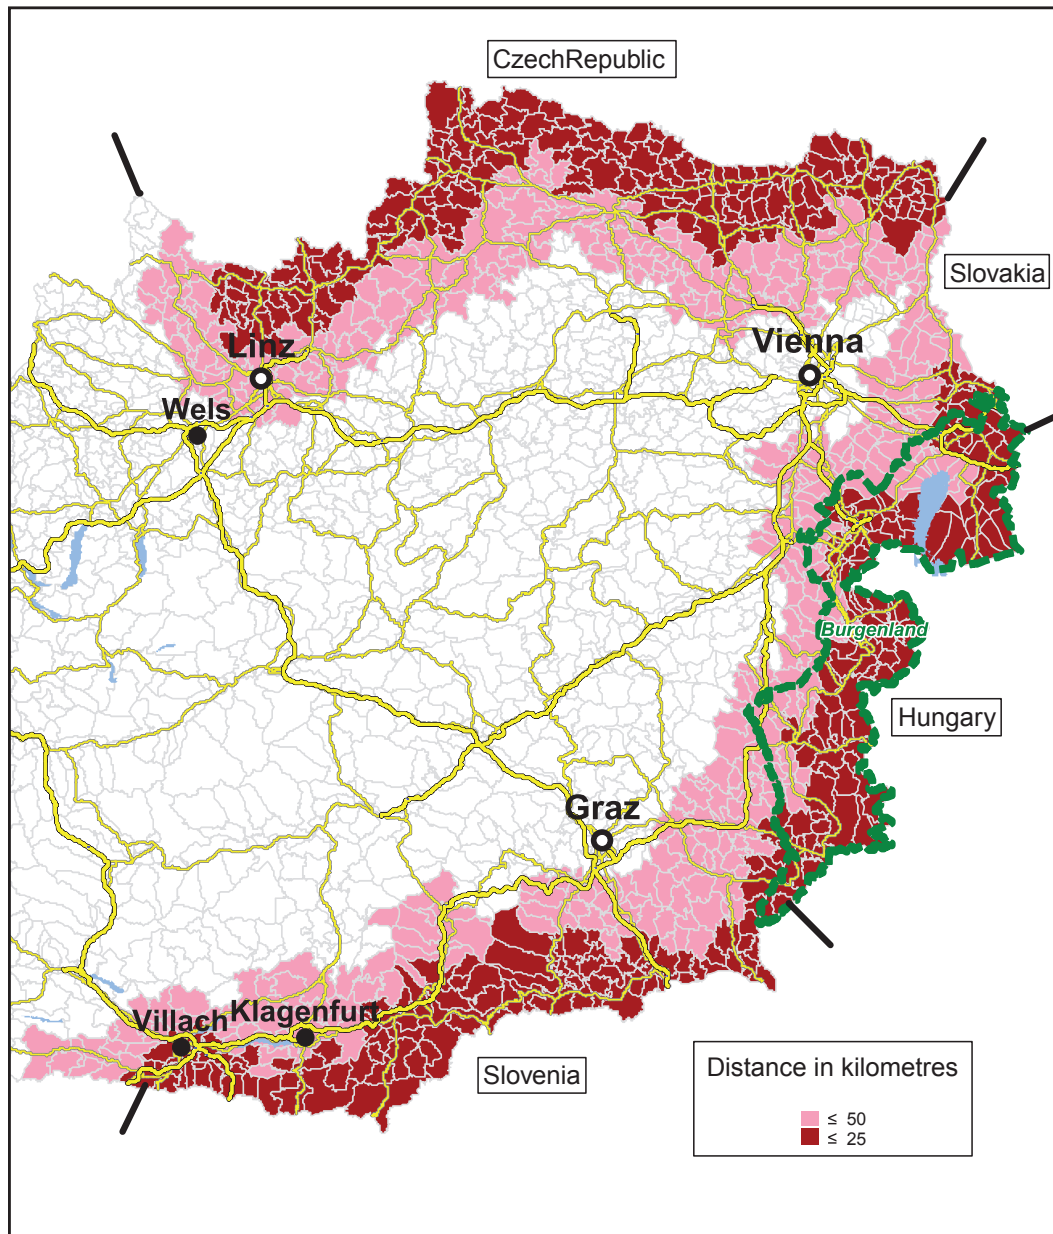 CzechRepublic
Slovakia
Linz
Vienna
Wels
Burgenland
Hungary
Graz
Villach
Klagenfurt
Slovenia
Distance in kilometres
≤ 50
≤ 25